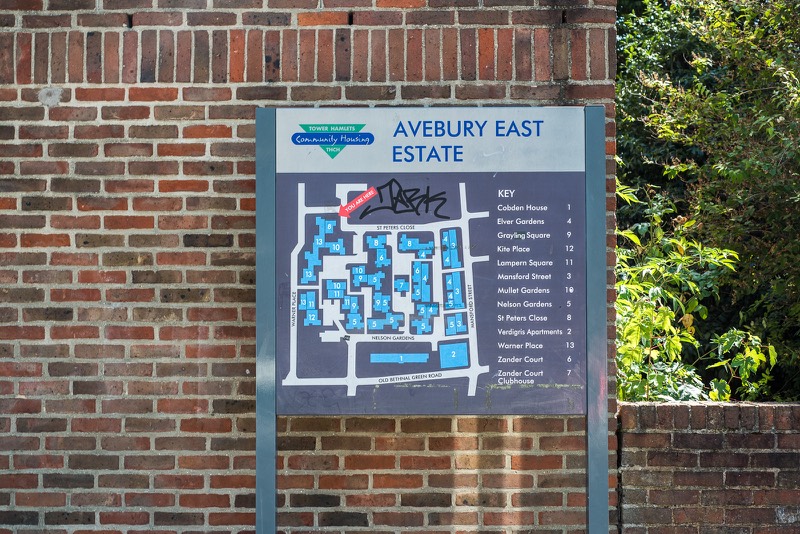 TOWER HAMLETS
Community Housing
TMCH
AVEBURY EAST
ESTATE
YOU ARE HERE
ST PETERS CLOSE
WARNER PLACE
MANSFORD STREET
NELSON GARDENS
OLD BETHNAL GREEN ROAD
1
2
KEY
Cobden House 1
Elver Gardens 4
Grayling Square 9
Kite Place 12
Lampern Square 11
Mansford Street 3
Mullet Gardens 10
Nelson Gardens 5
St Peters Close 8
Verdigris Apartments 2
Warner Place 13
Zander Court 6
Zander Court 7
Clubhouse